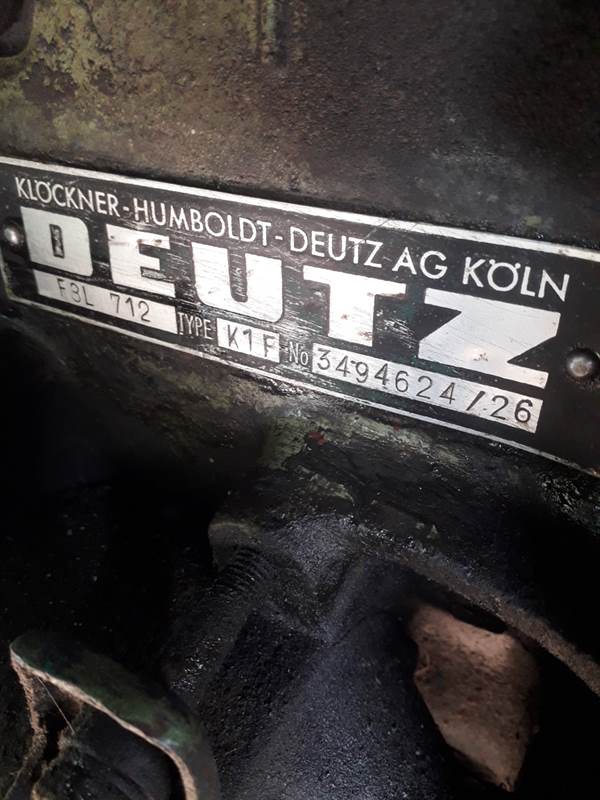 KLÖCKNER-HUMBOLDT-DEUTZ AG KÖLN
DEUTZ
F3L 712 TYPE K1F No 3494624/26